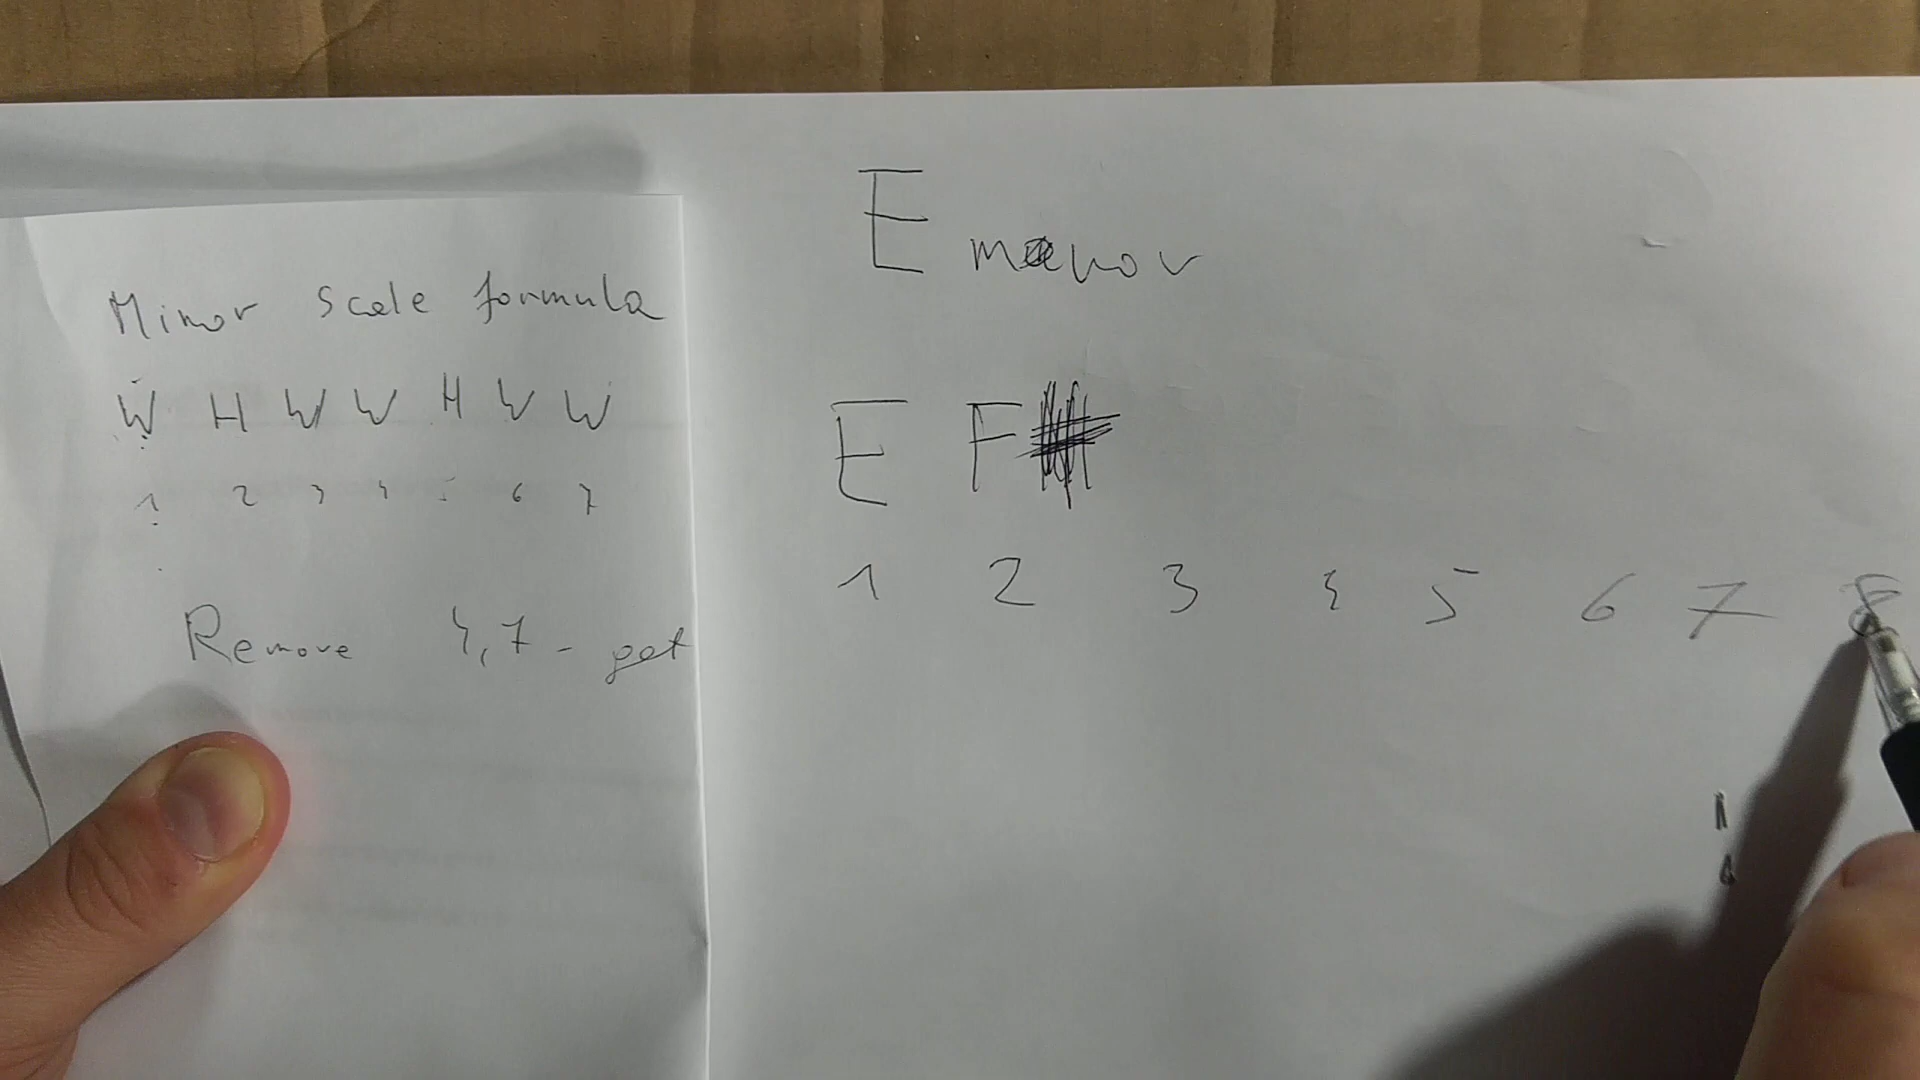 Minor scale formula
W H W W H W W
1 2 3 4 5 6 7
Remove 4,7 - get
E minor
E F#
1 2 3 4 5 6 7 8